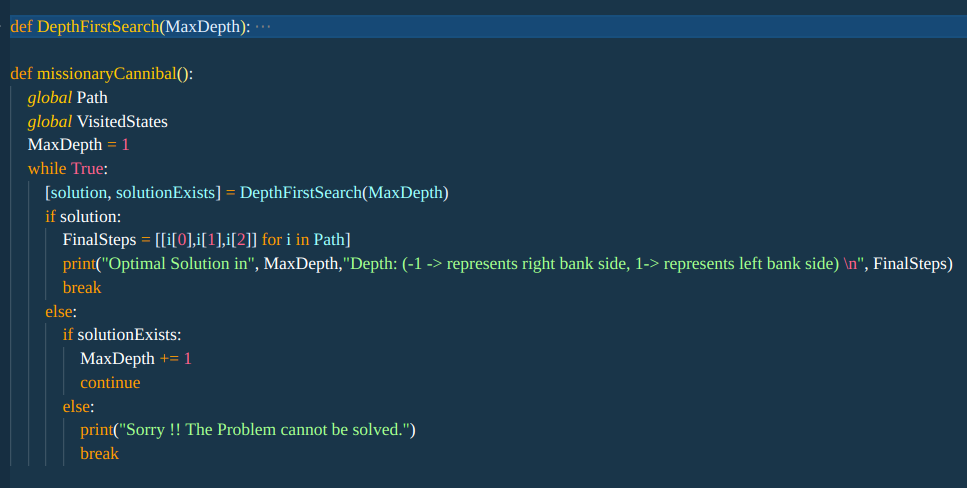 def DepthFirstSearch(MaxDepth): ···
def missionaryCannibal():
global Path
global VisitedStates
MaxDepth = 1
while True:
[solution, solutionExists] = DepthFirstSearch(MaxDepth)
if solution:
FinalSteps = [[i[0],i[1],i[2]] for i in Path]
print("Optimal Solution in", MaxDepth,"Depth: (-1 -> represents right bank side, 1-> represents left bank side) \n", FinalSteps)
break
else:
if solutionExists:
MaxDepth += 1
continue
else:
print("Sorry !! The Problem cannot be solved.")
break